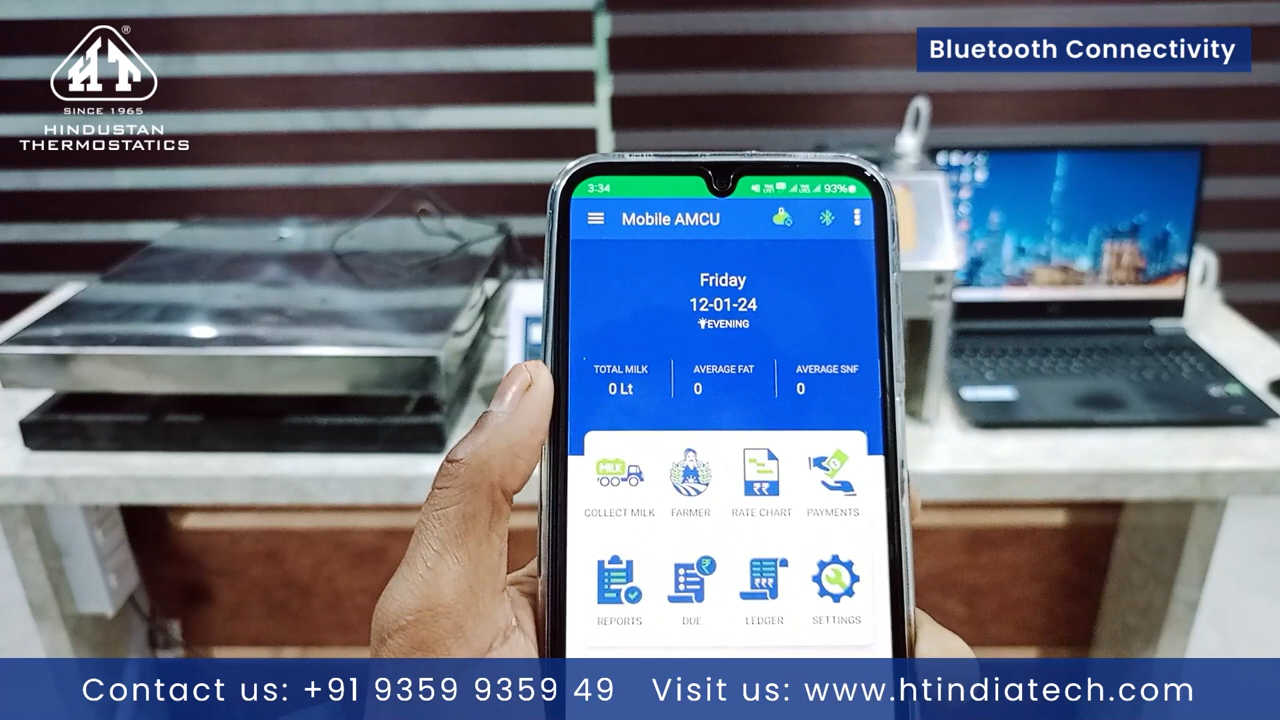 HT
®
SINCE 1965
HINDUSTAN
THERMOSTATICS
Bluetooth Connectivity
3:34
93%
Mobile AMCU
Friday
12-01-24
EVENING
TOTAL MILK AVERAGE FAT AVERAGE SNF
0 Lt 0 0
MILK
COLLECT MILK FARMER RATE CHART PAYMENTS
REPORTS DUE LEDGER SETTINGS
Contact us: +91 9359 9359 49 Visit us: www.htindiatech.com